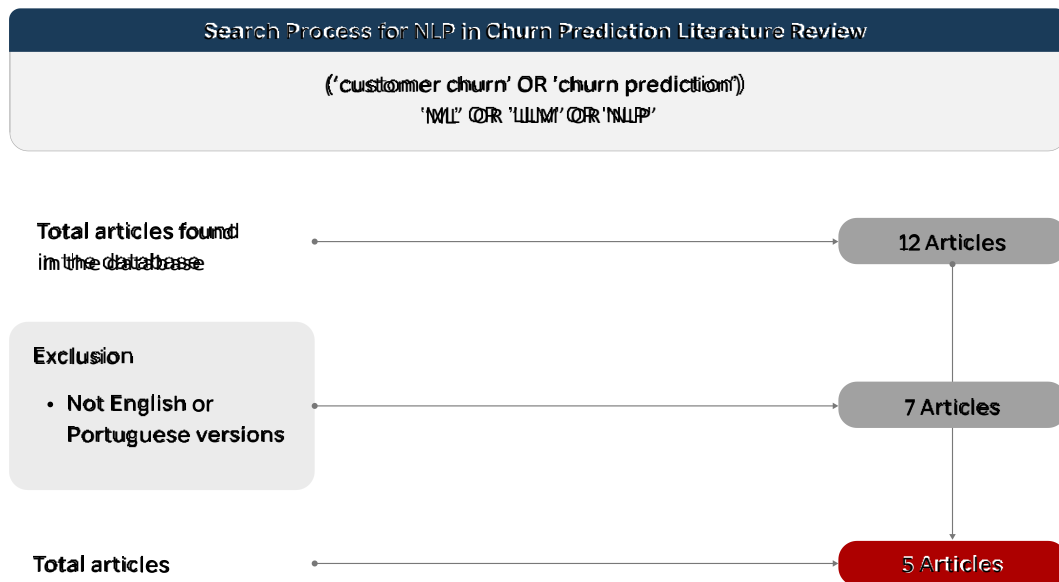 Search Process for NLP in Churn Prediction Literature Review
('customer churn' OR 'churn prediction')
'ML' OR 'LLM' OR 'NLP'
Total articles found
in the database
12 Articles
Exclusion
• Not English or
Portuguese versions
7 Articles
Total articles
5 Articles